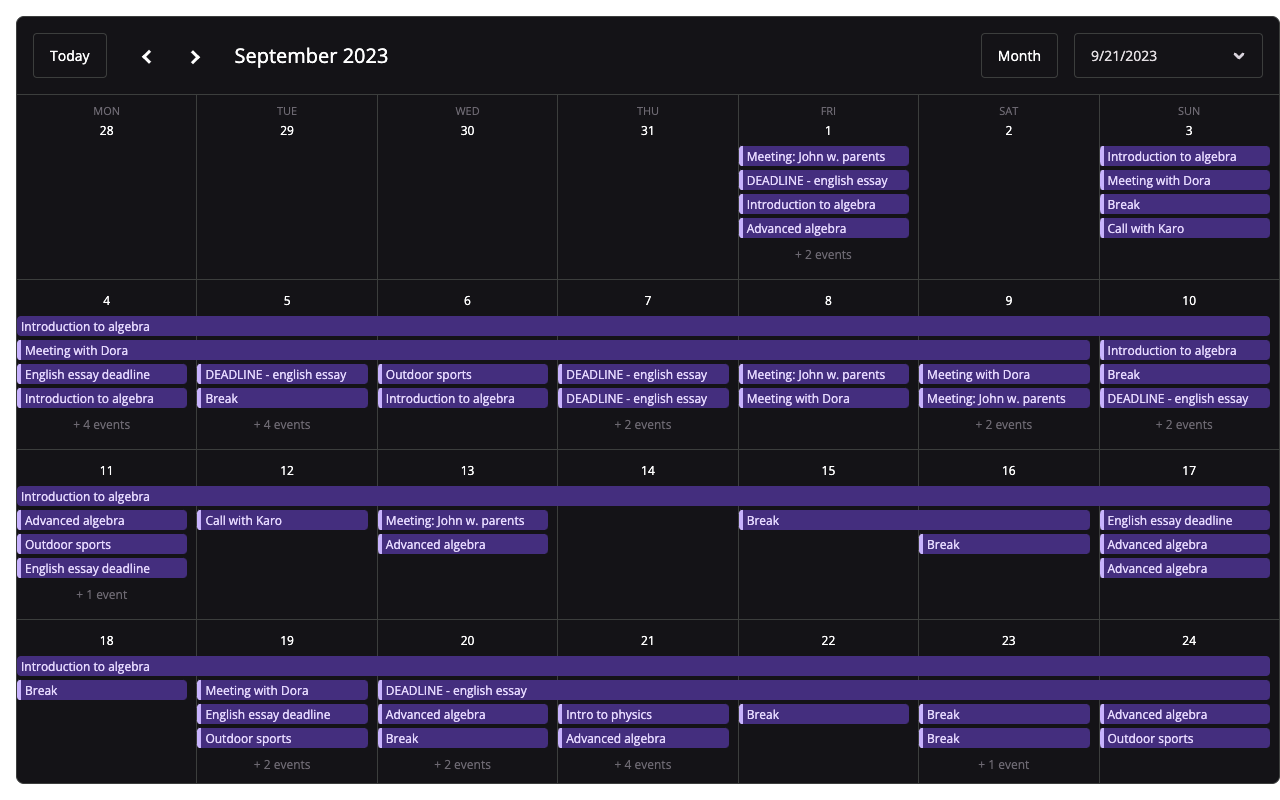 Today September 2023 Month 9/21/2023
MON TUE WED THU FRI SAT SUN
28 29 30 31 1 2 3
Meeting: John w. parents Introduction to algebra
DEADLINE - english essay Meeting with Dora
Introduction to algebra Break
Advanced algebra Call with Karo
+ 2 events
4 5 6 7 8 9 10
Introduction to algebra
Meeting with Dora Introduction to algebra
English essay deadline DEADLINE - english essay Outdoor sports DEADLINE - english essay Meeting: John w. parents Meeting with Dora Break
Introduction to algebra Break Introduction to algebra DEADLINE - english essay Meeting with Dora Meeting: John w. parents DEADLINE - english essay
+ 4 events + 4 events + 2 events + 2 events + 2 events
11 12 13 14 15 16 17
Introduction to algebra
Advanced algebra Call with Karo Meeting: John w. parents Break English essay deadline
Outdoor sports Advanced algebra Break Advanced algebra
English essay deadline Advanced algebra
+ 1 event
18 19 20 21 22 23 24
Introduction to algebra
Break Meeting with Dora DEADLINE - english essay
English essay deadline Advanced algebra Intro to physics Break Break Advanced algebra
Outdoor sports Break Advanced algebra Break Outdoor sports
+ 2 events + 2 events + 4 events + 1 event